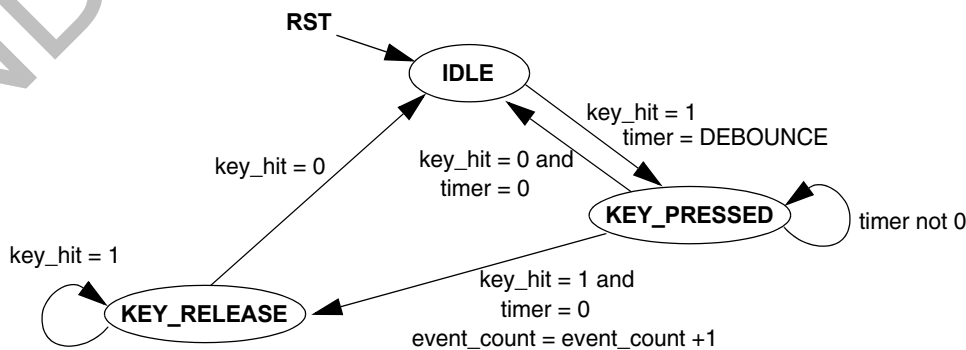 RST
IDLE
key_hit = 1
timer = DEBOUNCE
key_hit = 0
key_hit = 0 and
timer = 0
KEY_PRESSED
timer not 0
key_hit = 1
key_hit = 1 and
timer = 0
event_count = event_count +1
KEY_RELEASE